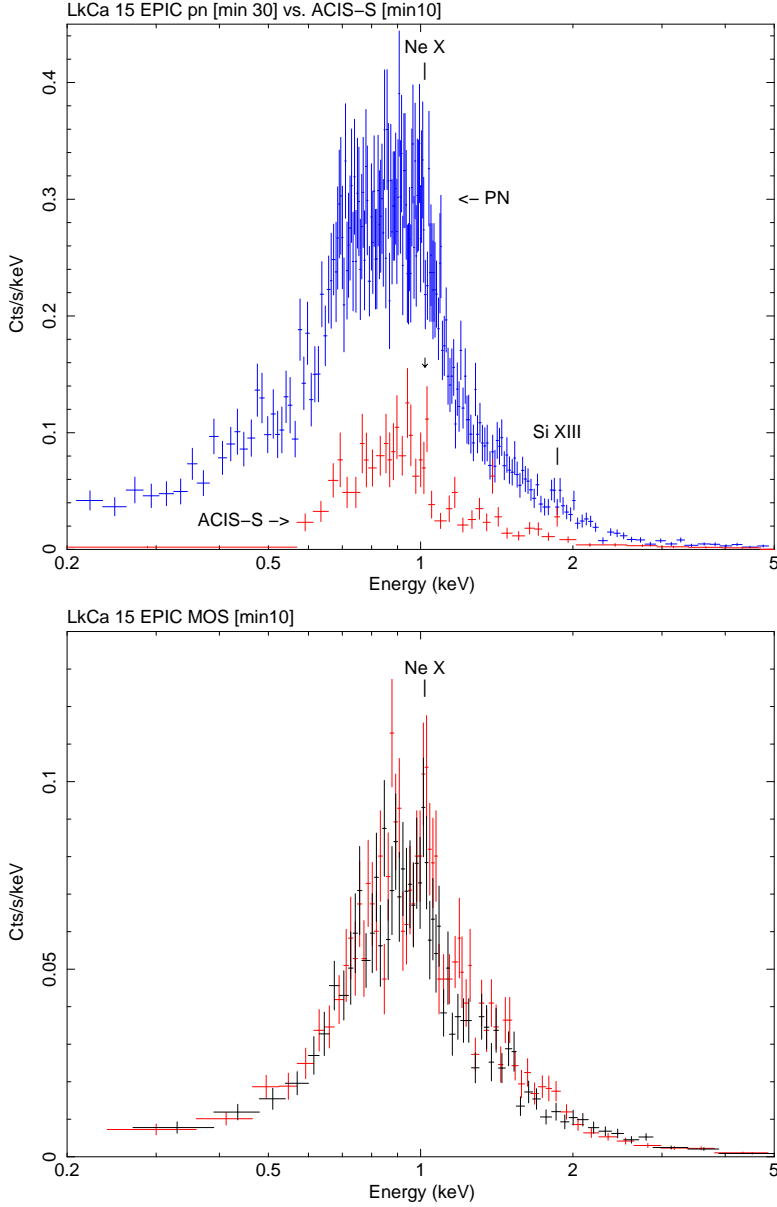 LkCa 15 EPIC pn [min 30] vs. ACIS−S [min10]
Ne X
0.4
<− PN
0.3
Cts/s/keV
0.2
↓
Si XIII
0.1
ACIS−S −>
0
0.2 0.5 1 2 5
Energy (keV)
LkCa 15 EPIC MOS [min10]
Ne X
0.1
Cts/s/keV
0.05
0
0.2 0.5 1 2 5
Energy (keV)